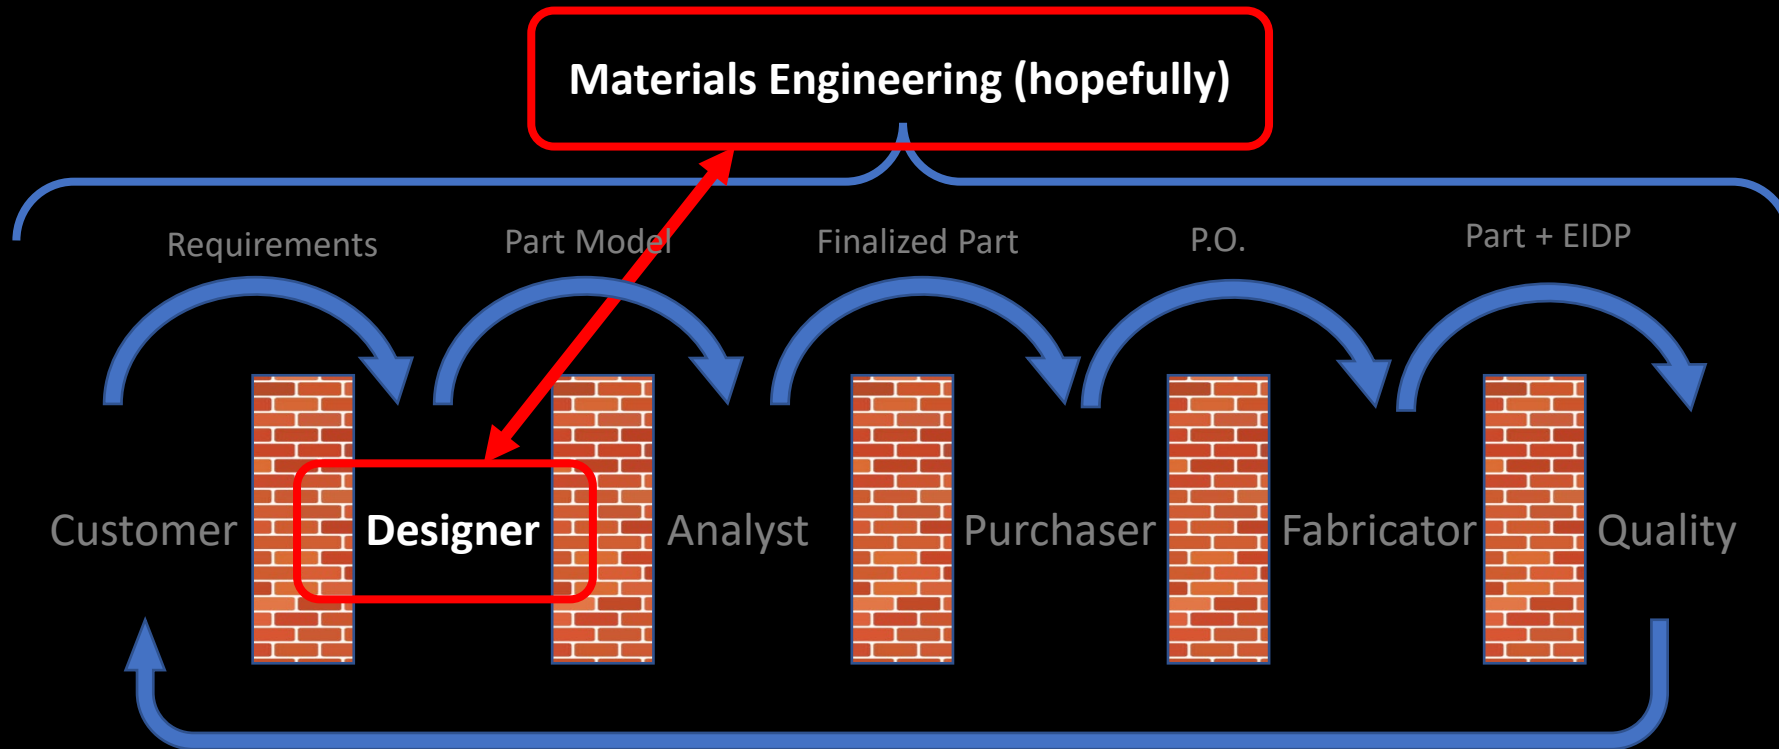 Materials Engineering (hopefully)
Requirements
Part Model
Finalized Part
P.O.
Part + EIDP
Customer
Designer
Analyst
Purchaser
Fabricator
Quality